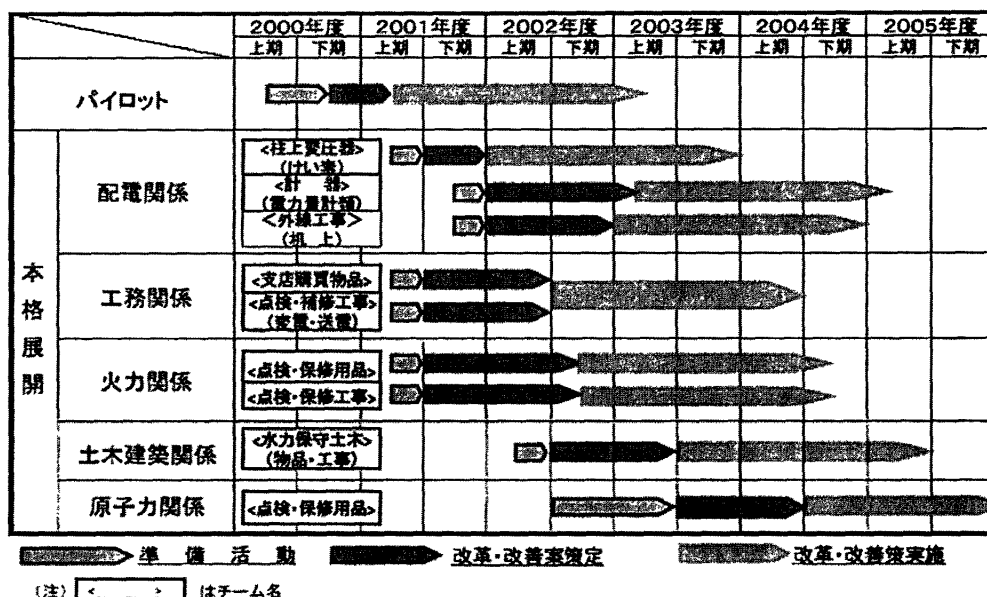 2000年度 2001年度 2002年度 2003年度 2004年度 2005年度
上期 下期 上期 下期 上期 下期 上期 下期 上期 下期 上期 下期
パイロット
本格展開
配電関係
<柱上変圧器>
(けい素)
<計 器>
(電力量計類)
<外線工事>
(机 上)
工務関係
<支店購買物品>
<点検・補修工事>
(変電・送電)
火力関係
<点検・保修用品>
<点検・保修工事>
土木建築関係
<水力保守土木>
(物品・工事)
原子力関係
<点検・保修用品>
準 備 活 動 改革・改善案策定 改革・改善策実施
(注) < > はチーム名